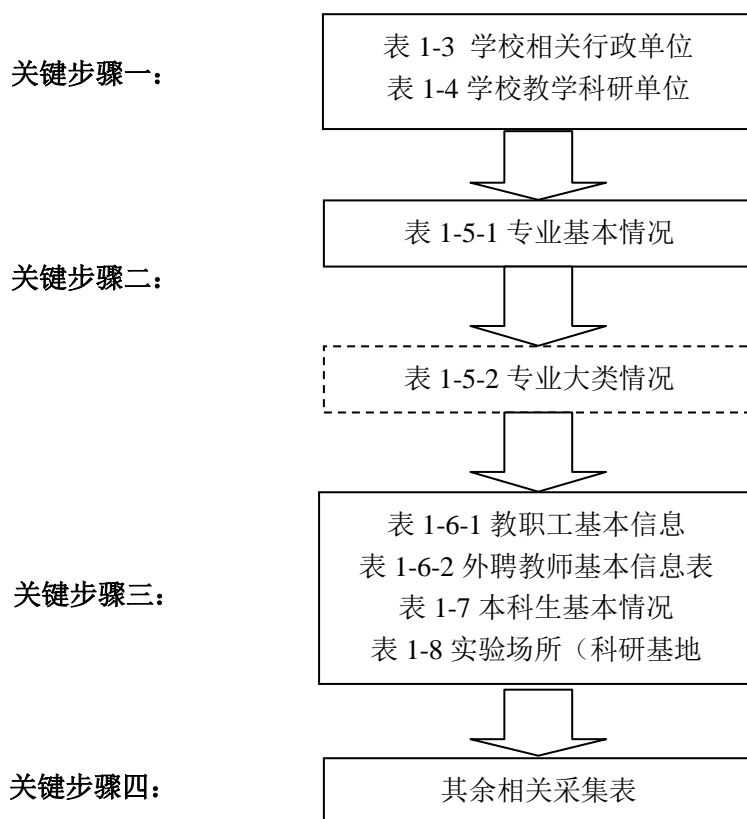 关键步骤一：
表 1-3 学校相关行政单位
表 1-4 学校教学科研单位
关键步骤二：
表 1-5-1 专业基本情况
表 1-5-2 专业大类情况
关键步骤三：
表 1-6-1 教职工基本信息
表 1-6-2 外聘教师基本信息表
表 1-7 本科生基本情况
表 1-8 实验场所（科研基地
关键步骤四：
其余相关采集表